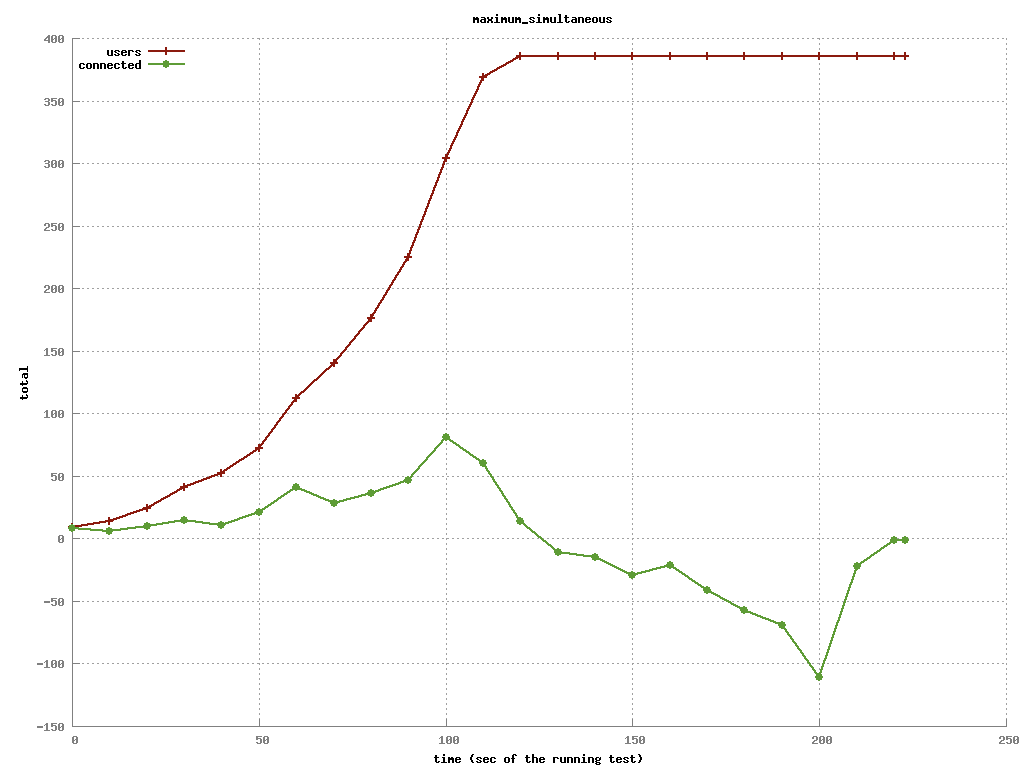 maximum_simultaneous
400
users
connected
350
300
250
200
150
total
100
50
0
-50
-100
-150
0 50 100 150 200 250
time (sec of the running test)